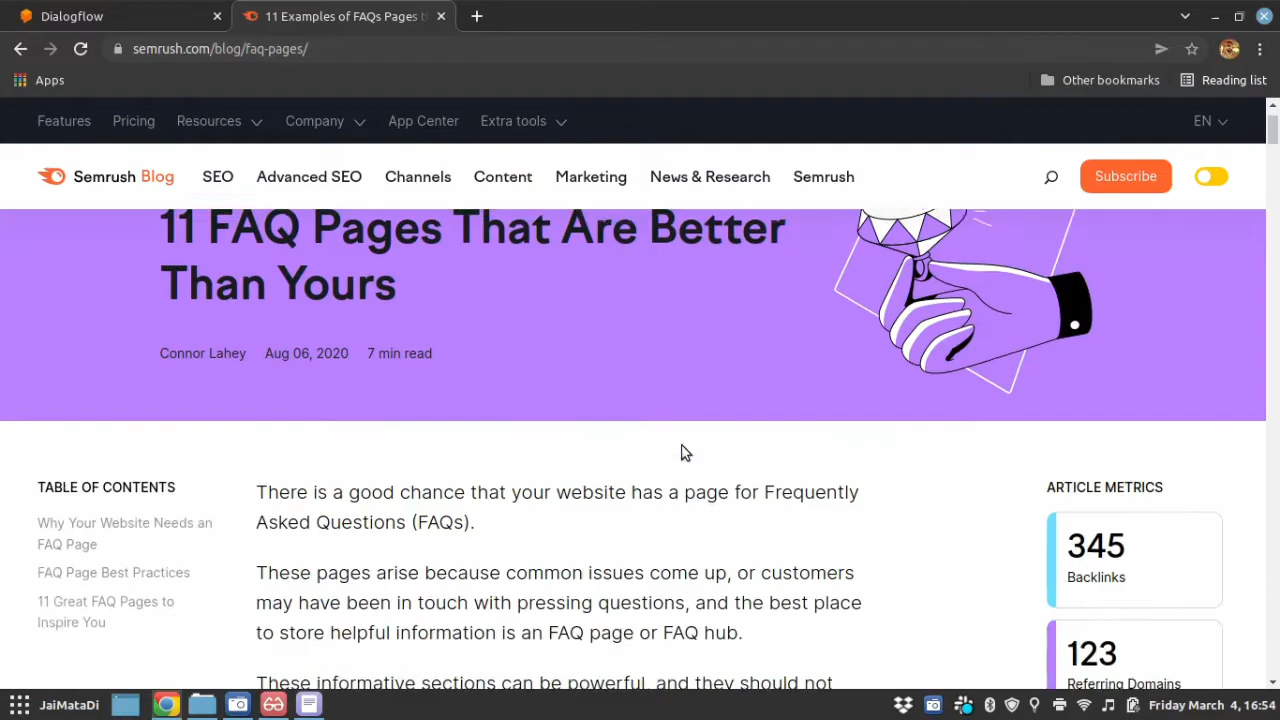 Dialogflow
11 Examples of FAQs Pages t
semrush.com/blog/faq-pages/
Apps
Other bookmarks
Reading list
Features Pricing Resources Company App Center Extra tools EN
Semrush Blog SEO Advanced SEO Channels Content Marketing News & Research Semrush Subscribe
11 FAQ Pages That Are Better
Than Yours
Connor Lahey Aug 06, 2020 7 min read
TABLE OF CONTENTS
Why Your Website Needs an
FAQ Page
FAQ Page Best Practices
11 Great FAQ Pages to
Inspire You
There is a good chance that your website has a page for Frequently
Asked Questions (FAQs).
These pages arise because common issues come up, or customers
may have been in touch with pressing questions, and the best place
to store helpful information is an FAQ page or FAQ hub.
These informative sections can be powerful, and they should not
ARTICLE METRICS
345
Backlinks
123
Referring Domains
JaiMataDi
Friday March 4, 16:54